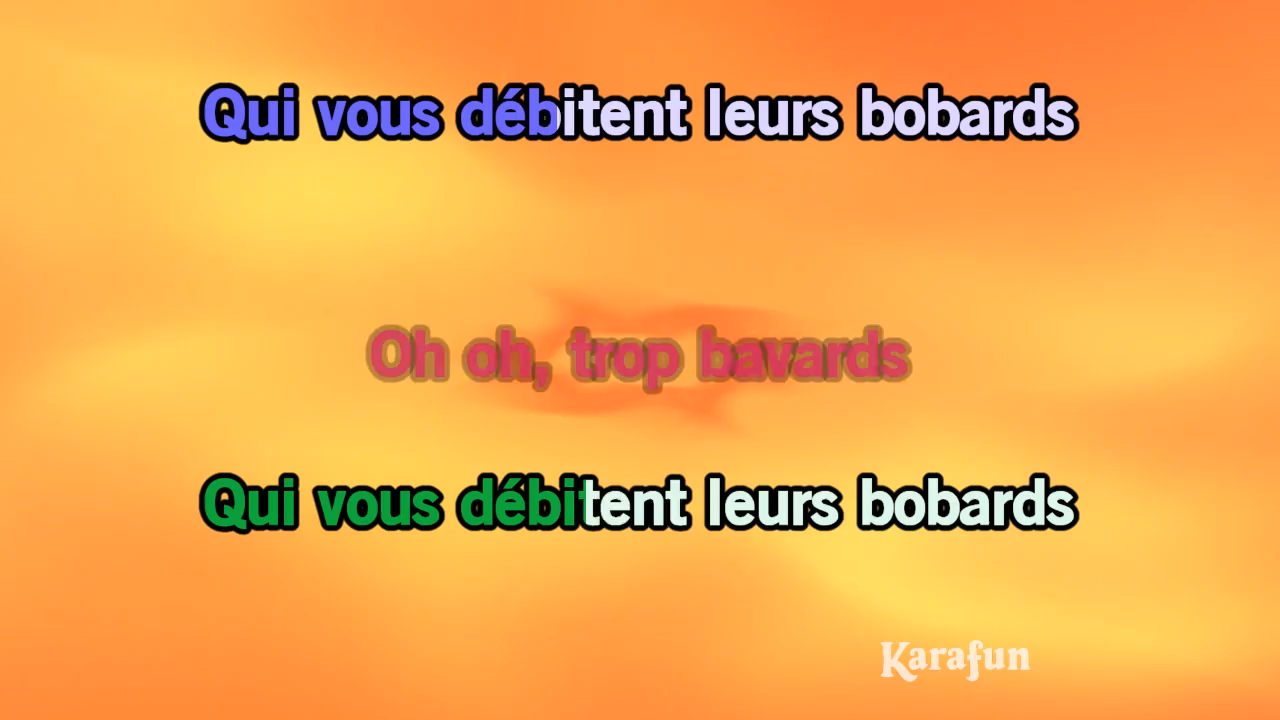 Qui vous débitent leurs bobards
Oh oh, trop bavards
Qui vous débitent leurs bobards
Karafun